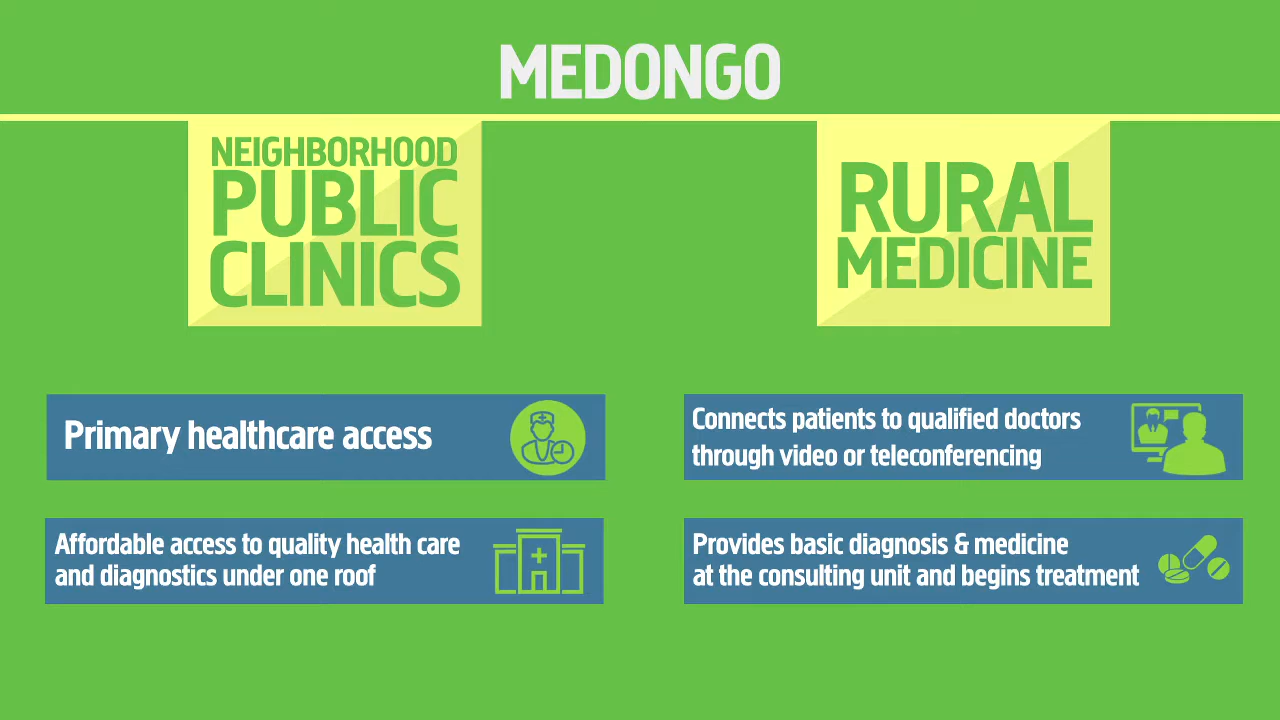 MEDONGO
NEIGHBORHOOD
PUBLIC
CLINICS
RURAL
MEDICINE
Primary healthcare access
Affordable access to quality health care
and diagnostics under one roof
Connects patients to qualified doctors
through video or teleconferencing
Provides basic diagnosis & medicine
at the consulting unit and begins treatment